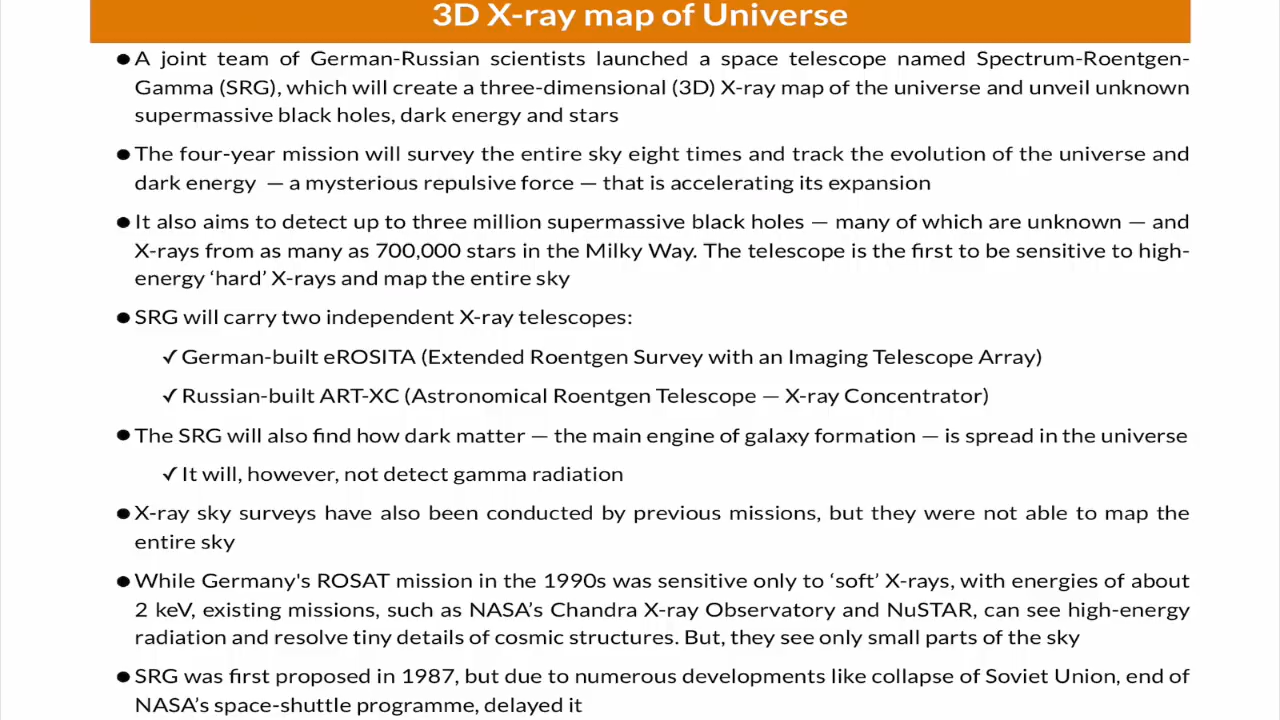 3D X-ray map of Universe
● A joint team of German-Russian scientists launched a space telescope named Spectrum-Roentgen-
Gamma (SRG), which will create a three-dimensional (3D) X-ray map of the universe and unveil unknown
supermassive black holes, dark energy and stars
● The four-year mission will survey the entire sky eight times and track the evolution of the universe and
dark energy — a mysterious repulsive force — that is accelerating its expansion
● It also aims to detect up to three million supermassive black holes — many of which are unknown — and
X-rays from as many as 700,000 stars in the Milky Way. The telescope is the first to be sensitive to high-
energy ‘hard’ X-rays and map the entire sky
● SRG will carry two independent X-ray telescopes:
✓ German-built eROSITA (Extended Roentgen Survey with an Imaging Telescope Array)
✓ Russian-built ART-XC (Astronomical Roentgen Telescope — X-ray Concentrator)
● The SRG will also find how dark matter — the main engine of galaxy formation — is spread in the universe
✓ It will, however, not detect gamma radiation
● X-ray sky surveys have also been conducted by previous missions, but they were not able to map the
entire sky
● While Germany's ROSAT mission in the 1990s was sensitive only to ‘soft’ X-rays, with energies of about
2 keV, existing missions, such as NASA’s Chandra X-ray Observatory and NuSTAR, can see high-energy
radiation and resolve tiny details of cosmic structures. But, they see only small parts of the sky
● SRG was first proposed in 1987, but due to numerous developments like collapse of Soviet Union, end of
NASA’s space-shuttle programme, delayed it